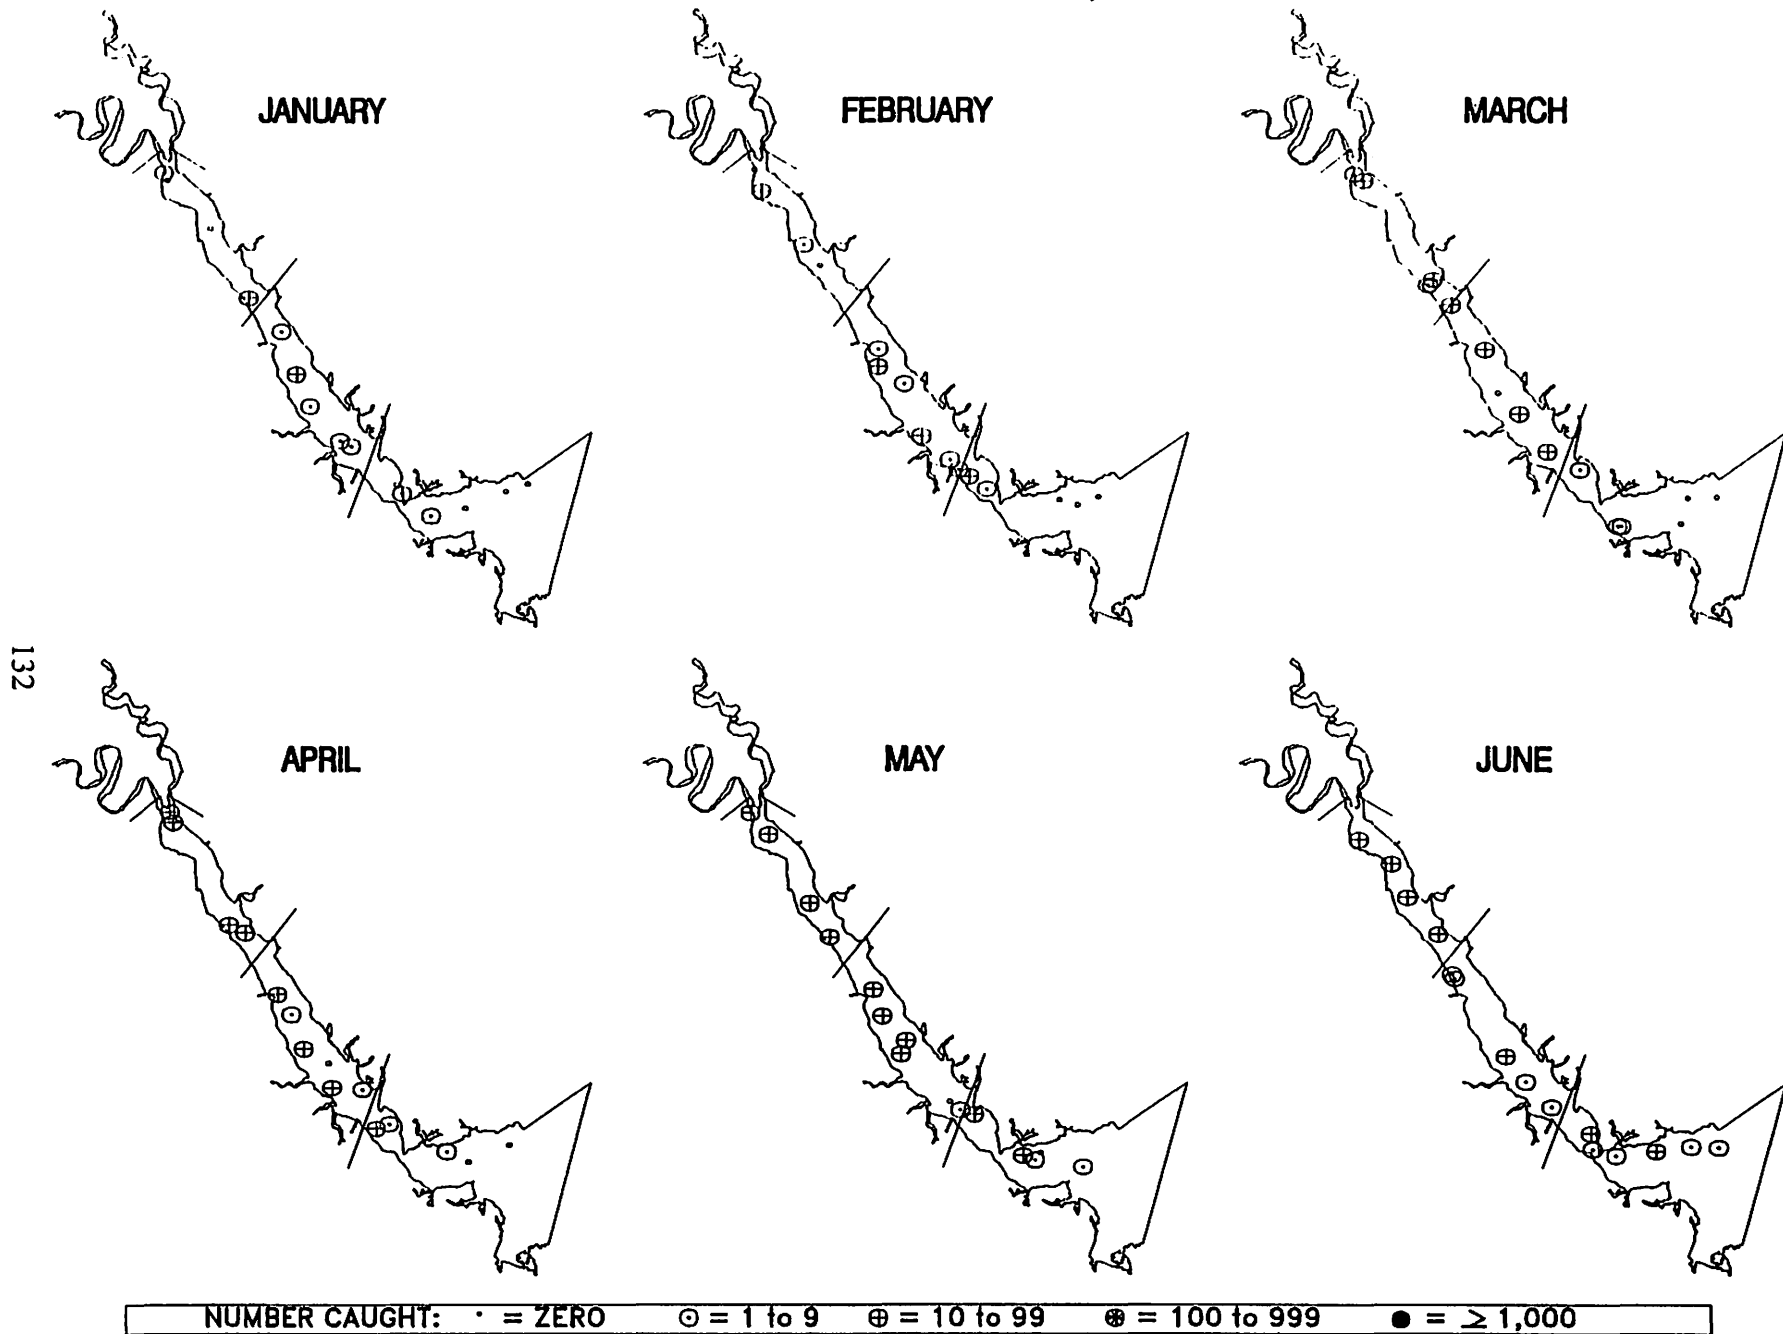 JANUARY FEBRUARY MARCH
132
APRIL MAY JUNE
NUMBER CAUGHT: · = ZERO ⊙ = 1 to 9 ⊕ = 10 to 99 ⊛ = 100 to 999 ● = ≥ 1,000